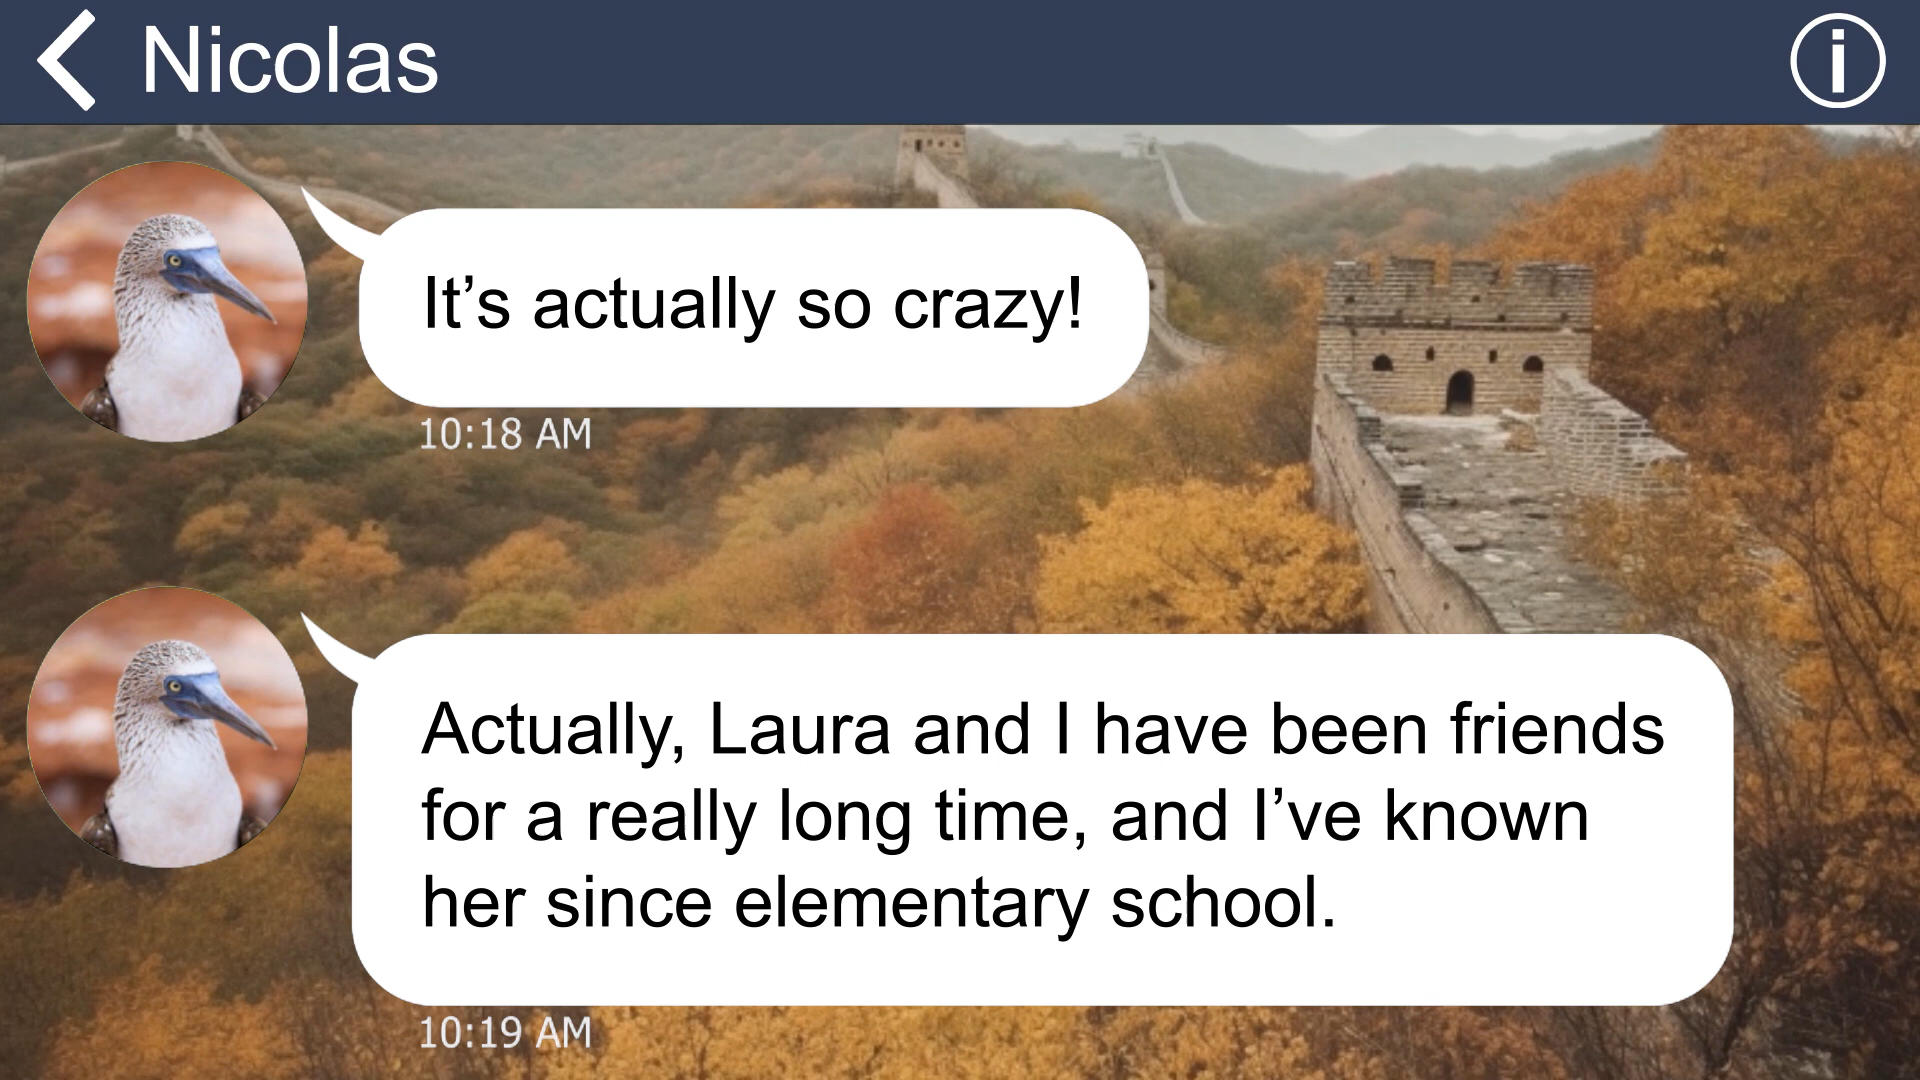 Nicolas
It’s actually so crazy!
10:18 AM
Actually, Laura and I have been friends
for a really long time, and I’ve known
her since elementary school.
10:19 AM